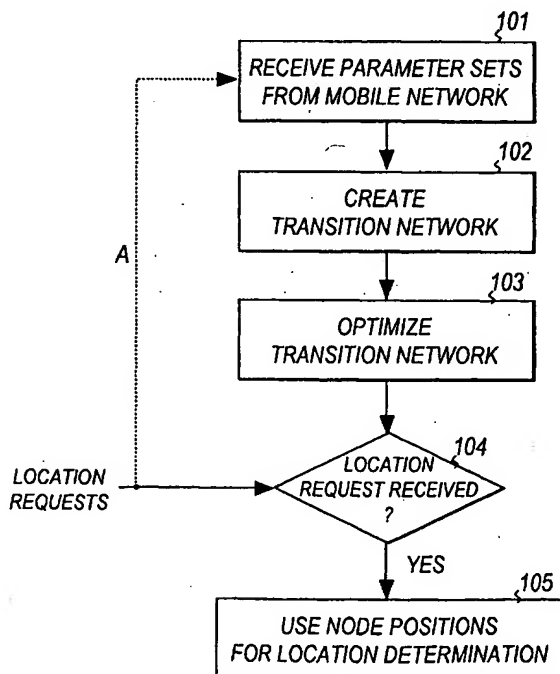 101
RECEIVE PARAMETER SETS
FROM MOBILE NETWORK
102
CREATE
TRANSITION NETWORK
A
103
OPTIMIZE
TRANSITION NETWORK
104
LOCATION
REQUEST RECEIVED
?
LOCATION
REQUESTS
YES
105
USE NODE POSITIONS
FOR LOCATION DETERMINATION